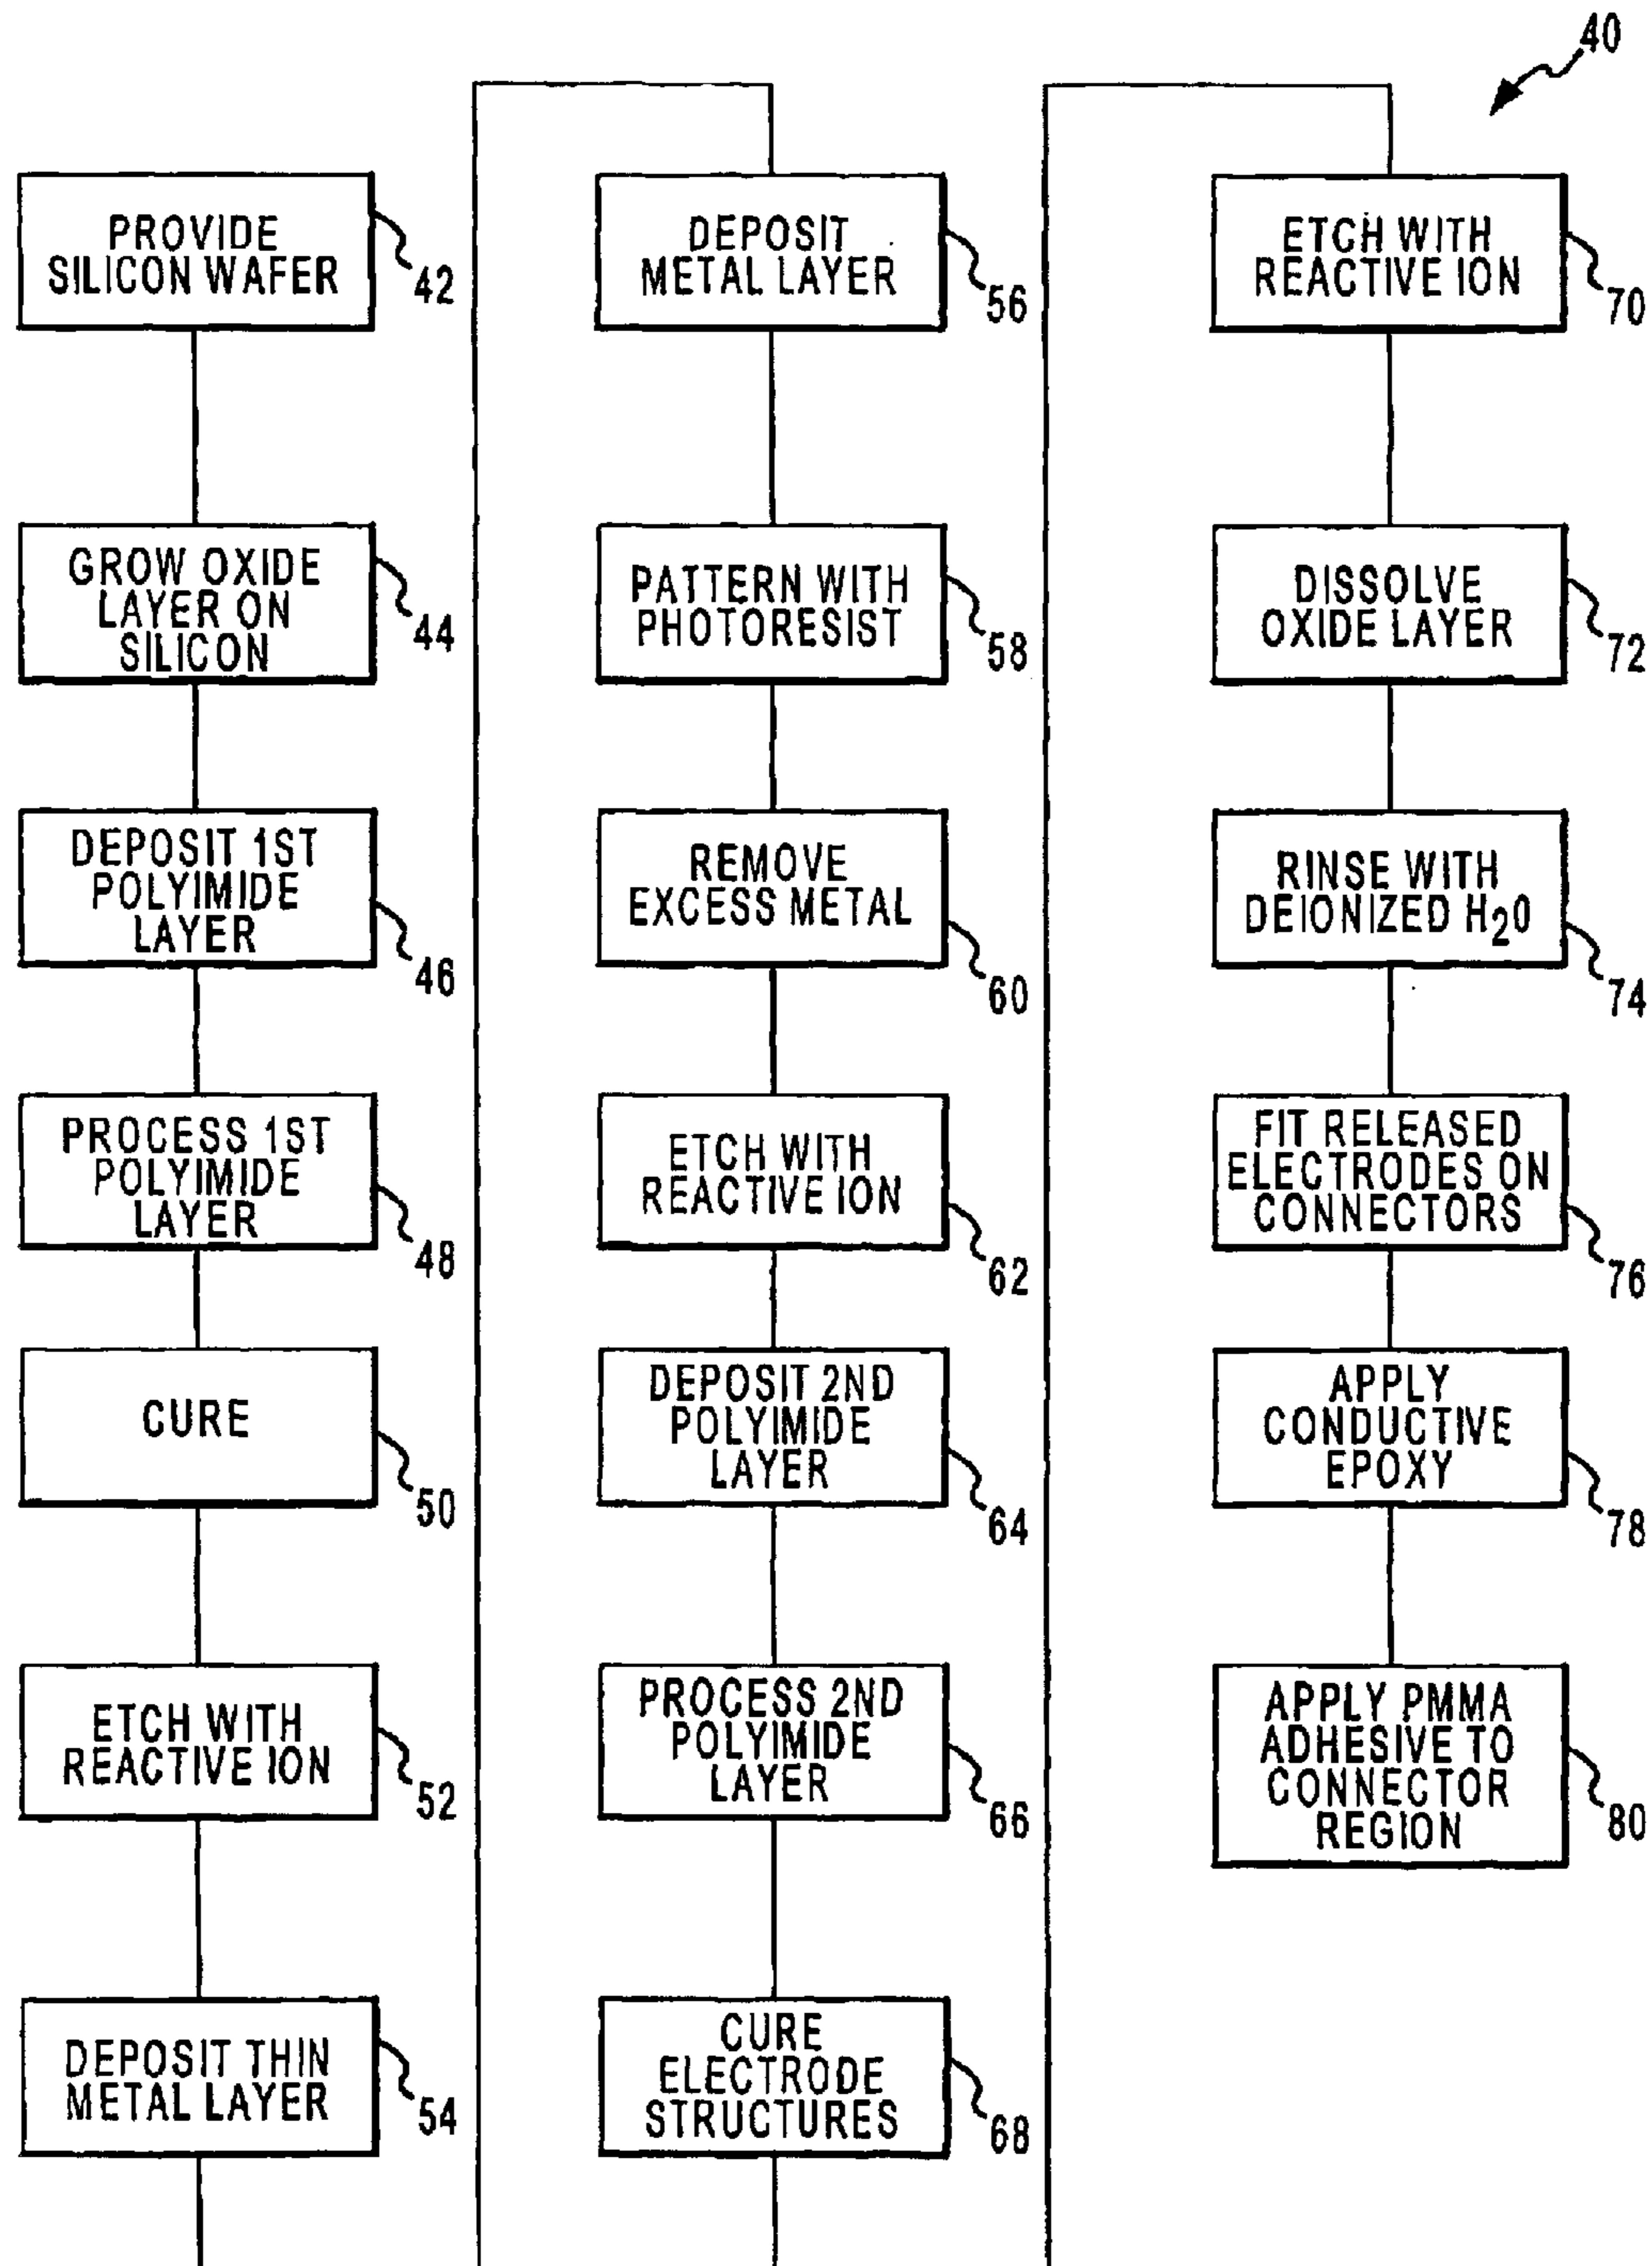 40
PROVIDE
SILICON WAFER
42
GROW OXIDE
LAYER ON
SILICON
44
DEPOSIT 1ST
POLYIMIDE
LAYER
46
PROCESS 1ST
POLYIMIDE
LAYER
48
CURE
50
ETCH WITH
REACTIVE ION
52
DEPOSIT THIN
METAL LAYER
54
DEPOSIT
METAL LAYER
56
PATTERN WITH
PHOTORESIST
58
REMOVE
EXCESS METAL
60
ETCH WITH
REACTIVE ION
62
DEPOSIT 2ND
POLYIMIDE
LAYER
64
PROCESS 2ND
POLYIMIDE
LAYER
66
CURE
ELECTRODE
STRUCTURES
68
ETCH WITH
REACTIVE ION
70
DISSOLVE
OXIDE LAYER
72
RINSE WITH
DEIONIZED H₂0
74
FIT RELEASED
ELECTRODES ON
CONNECTORS
76
APPLY
CONDUCTIVE
EPOXY
78
APPLY PMMA
ADHESIVE TO
CONNECTOR
REGION
80